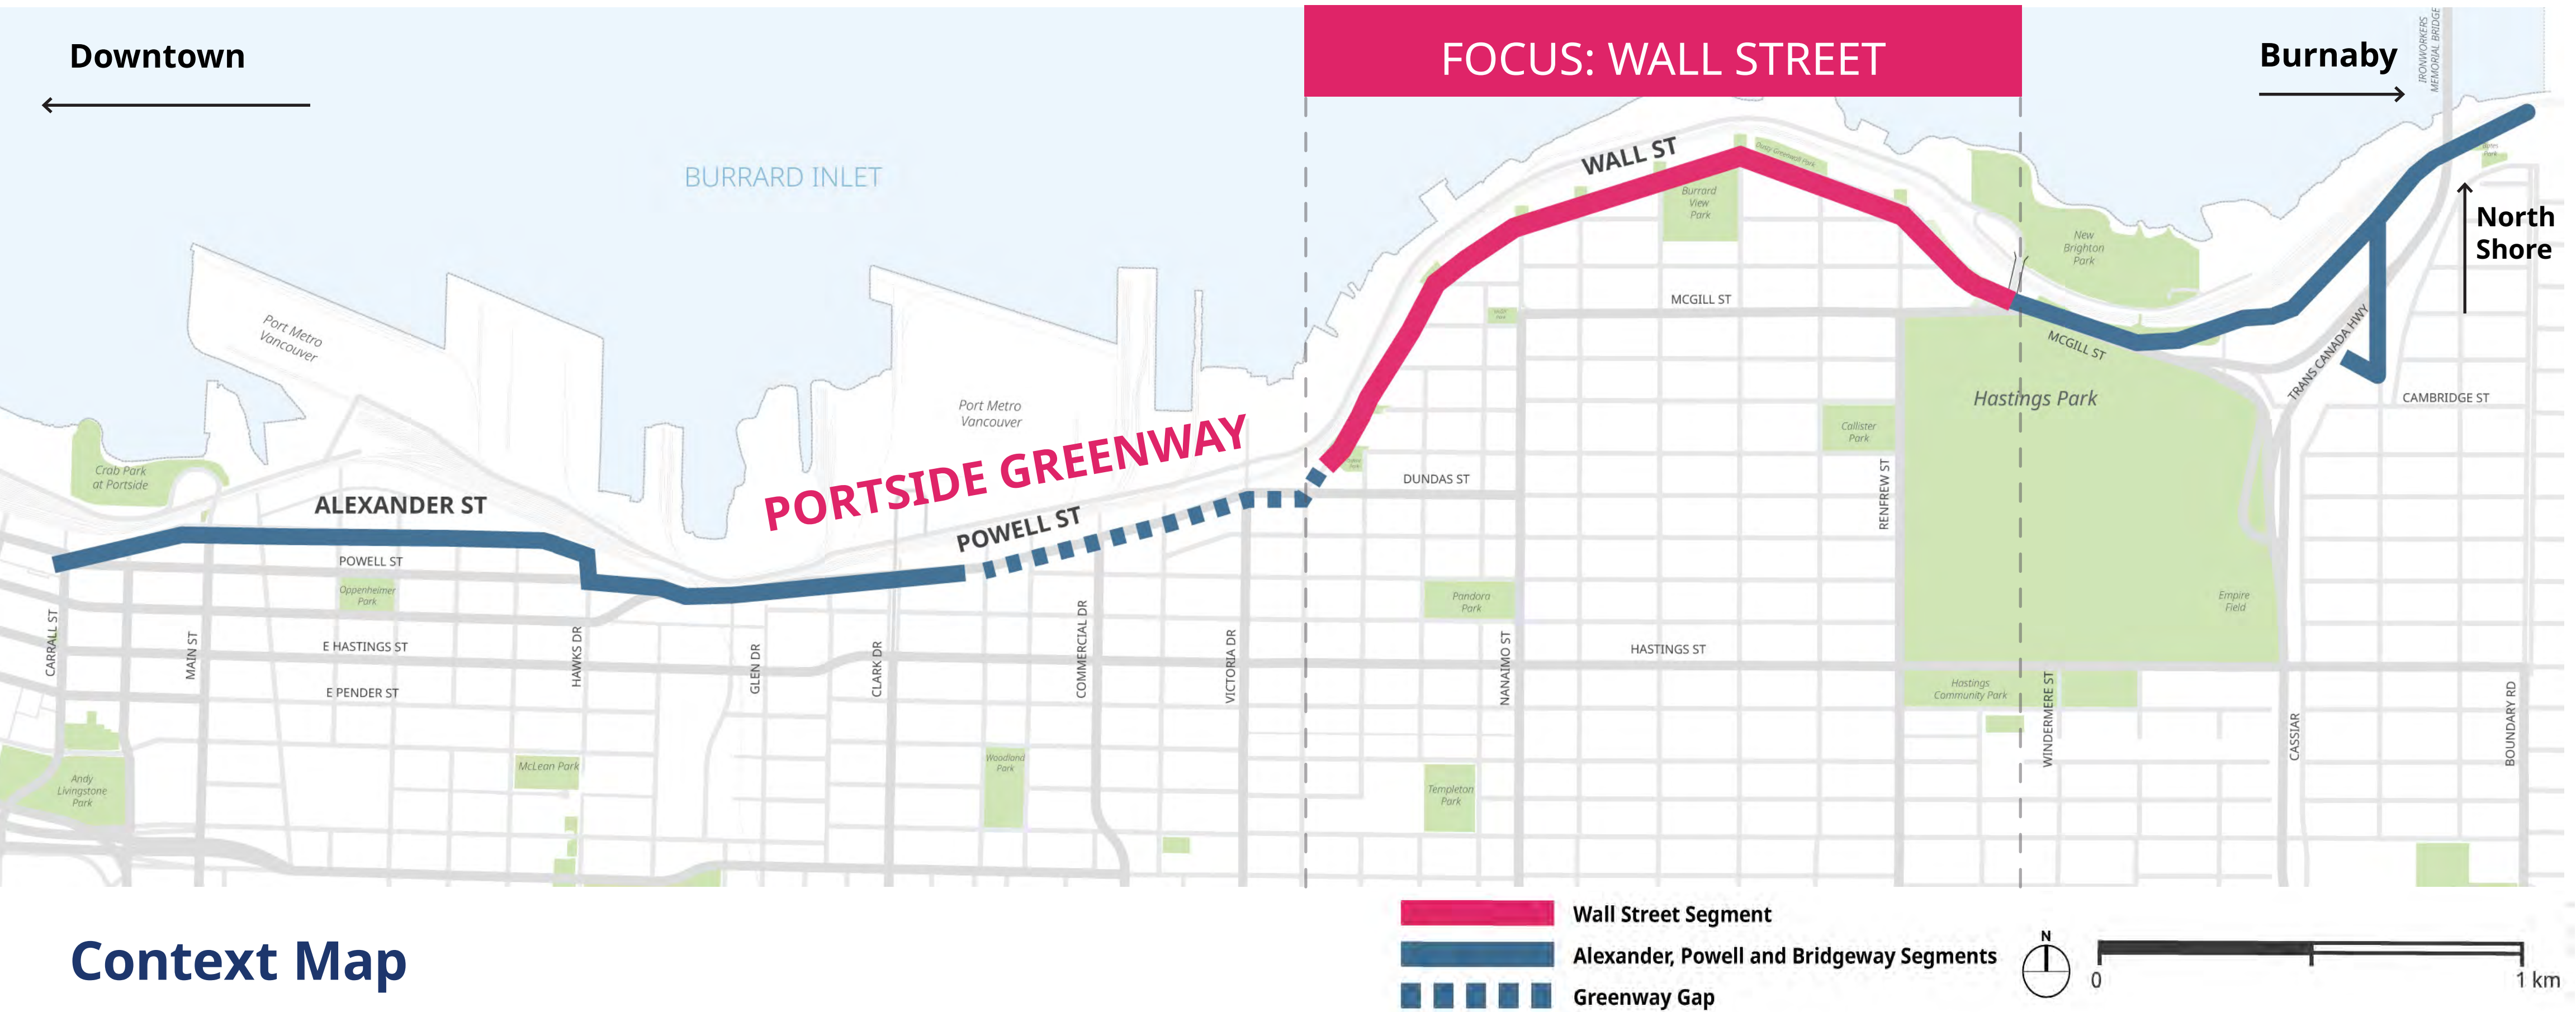 Downtown
FOCUS: WALL STREET
Burnaby
IRONWORKERS
MEMORIAL BRIDGE
BURRARD INLET
WALL ST
Dusty Greenwell Park
Burrard
View
Park
North
Shore
New
Brighton
Park
Port Metro
Vancouver
MCGILL ST
MCGILL ST
TRANS CANADA HWY
Hastings Park
CAMBRIDGE ST
Port Metro
Vancouver
PORTSIDE GREENWAY
Callister
Park
Crab Park
at Portside
ALEXANDER ST
DUNDAS ST
RENFREW ST
POWELL ST
POWELL ST
Oppenheimer
Park
Pandora
Park
Empire
Field
CARRALL ST
MAIN ST
E HASTINGS ST
HAWKS DR
GLEN DR
CLARK DR
COMMERCIAL DR
VICTORIA DR
NANAIMO ST
HASTINGS ST
E PENDER ST
Hastings
Community Park
WINDERMERE ST
CASSIAR
BOUNDARY RD
Andy
Livingstone
Park
McLean Park
Woodland
Park
Templeton
Park
Context Map
Wall Street Segment
Alexander, Powell and Bridgeway Segments
Greenway Gap
N
0
1 km